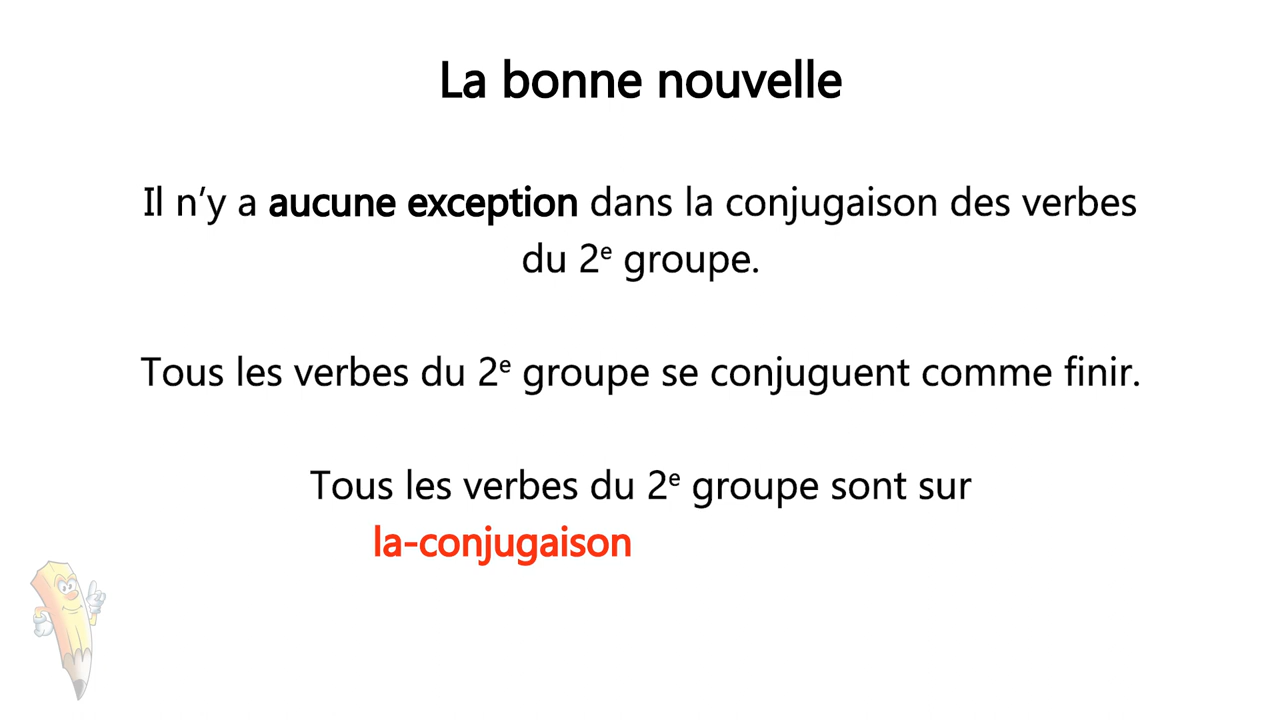 La bonne nouvelle
Il n’y a aucune exception dans la conjugaison des verbes
du 2ᵉ groupe.
Tous les verbes du 2ᵉ groupe se conjuguent comme finir.
Tous les verbes du 2ᵉ groupe sont sur
la-conjugaison